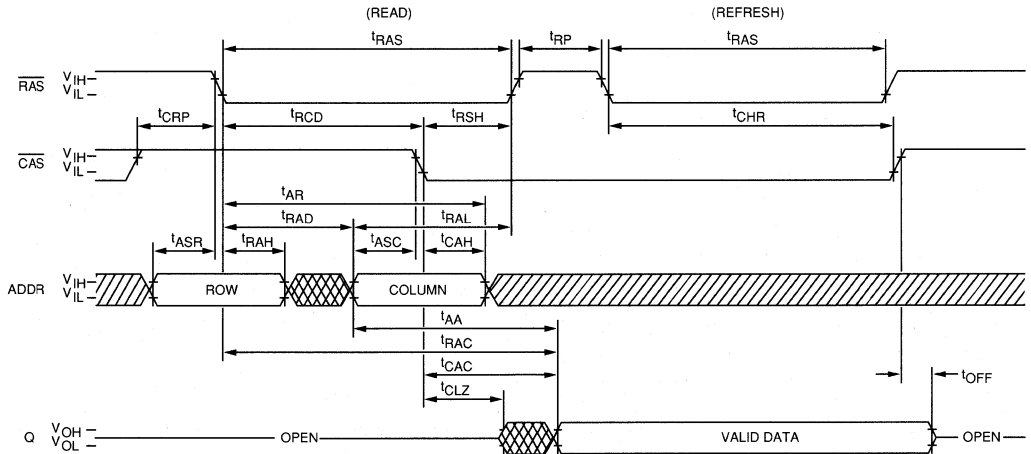 (READ) (REFRESH)
tRAS tRP tRAS
RAS VIH
VIL
tCRP tRCD tRSH tCHR
CAS VIH
VIL
tAR
tRAD tRAL
tASR tRAH tASC tCAH
ADDR VIH
VIL
ROW COLUMN
tAA
tRAC
tCAC
tCLZ tOFF
Q VOH
VOL
OPEN VALID DATA OPEN